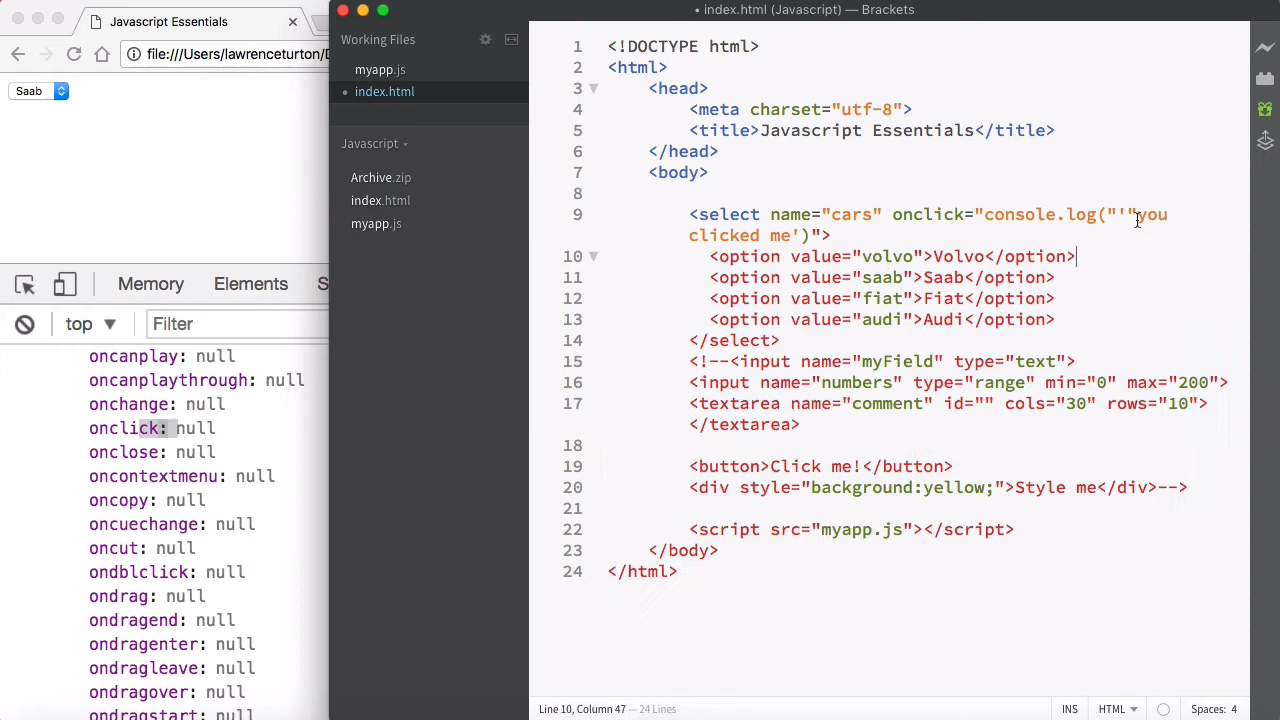 Javascript Essentials
file:///Users/lawrenceturton/D
Saab
Memory
Elements
S
top
Filter
oncanplay: null
oncanplaythrough: null
onchange: null
onclick: null
onclose: null
oncontextmenu: null
oncopy: null
oncuechange: null
oncut: null
ondblclick: null
ondrag: null
ondragend: null
ondragenter: null
ondragleave: null
ondragover: null
ondragstart: null
• index.html (Javascript) — Brackets
Working Files
myapp.js
index.html
Javascript
Archive.zip
index.html
myapp.js
1 <!DOCTYPE html>
2 <html>
3 <head>
4 <meta charset="utf-8">
5 <title>Javascript Essentials</title>
6 </head>
7 <body>
8
9 <select name="cars" onclick="console.log("'"you
clicked me')">
10 <option value="volvo">Volvo</option>
11 <option value="saab">Saab</option>
12 <option value="fiat">Fiat</option>
13 <option value="audi">Audi</option>
14 </select>
15 <!--<input name="myField" type="text">
16 <input name="numbers" type="range" min="0" max="200">
17 <textarea name="comment" id="" cols="30" rows="10">
</textarea>
18
19 <button>Click me!</button>
20 <div style="background:yellow;">Style me</div>-->
21
22 <script src="myapp.js"></script>
23 </body>
24 </html>
Line 10, Column 47 — 24 Lines
INS
HTML
Spaces: 4